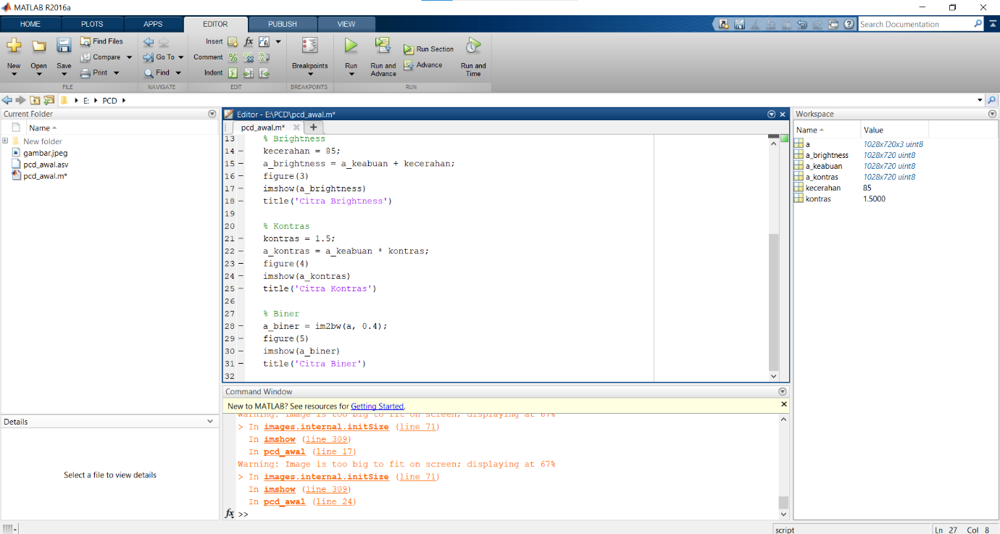 MATLAB R2016a
HOME PLOTS APPS EDITOR PUBLISH VIEW
Search Documentation
New
Open
Save
Find Files
Compare
Print
FILE
Go To
Find
NAVIGATE
Insert fx
Comment
Indent
EDIT
Breakpoints
BREAKPOINTS
Run
Run and Advance
Run Section
Advance
Run and Time
RUN
E: PCD
Current Folder
Name
New folder
gambar.jpeg
pcd_awal.asv
pcd_awal.m*
Details
Select a file to view details
Editor - E:\PCD\pcd_awal.m*
pcd_awal.m*
13 % Brightness
14 – kecerahan = 85;
15 – a_brightness = a_keabuan + kecerahan;
16 – figure(3)
17 – imshow(a_brightness)
18 – title('Citra Brightness')
19
20 % Kontras
21 – kontras = 1.5;
22 – a_kontras = a_keabuan * kontras;
23 – figure(4)
24 – imshow(a_kontras)
25 – title('Citra Kontras')
26
27 % Biner
28 – a_biner = im2bw(a, 0.4);
29 – figure(5)
30 – imshow(a_biner)
31 – title('Citra Biner')
32
Command Window
New to MATLAB? See resources for Getting Started.
Warning: Image is too big to fit on screen; displaying at 67%
> In images.internal.initSize (line 71)
In imshow (line 309)
In pcd_awal (line 17)
Warning: Image is too big to fit on screen; displaying at 67%
> In images.internal.initSize (line 71)
In imshow (line 309)
In pcd_awal (line 24)
fx >>
Workspace
Name Value
a 1028x720x3 uint8
a_brightness 1028x720 uint8
a_keabuan 1028x720 uint8
a_kontras 1028x720 uint8
kecerahan 85
kontras 1.5000
script Ln 27 Col 8